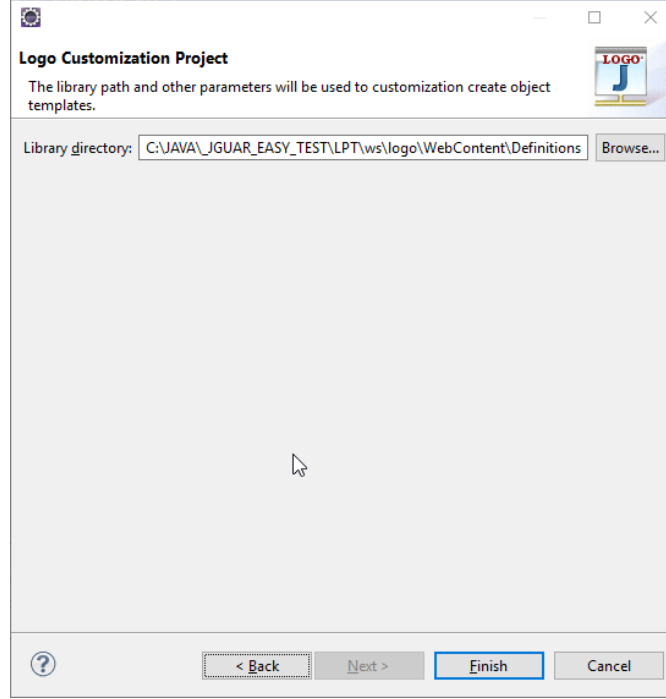 Logo Customization Project
The library path and other parameters will be used to customization create object
templates.
LOGO
J
Library directory: C:\JAVA\_JGUAR_EASY_TEST\LPT\ws\logo\WebContent\Definitions Browse...
? < Back Next > Finish Cancel